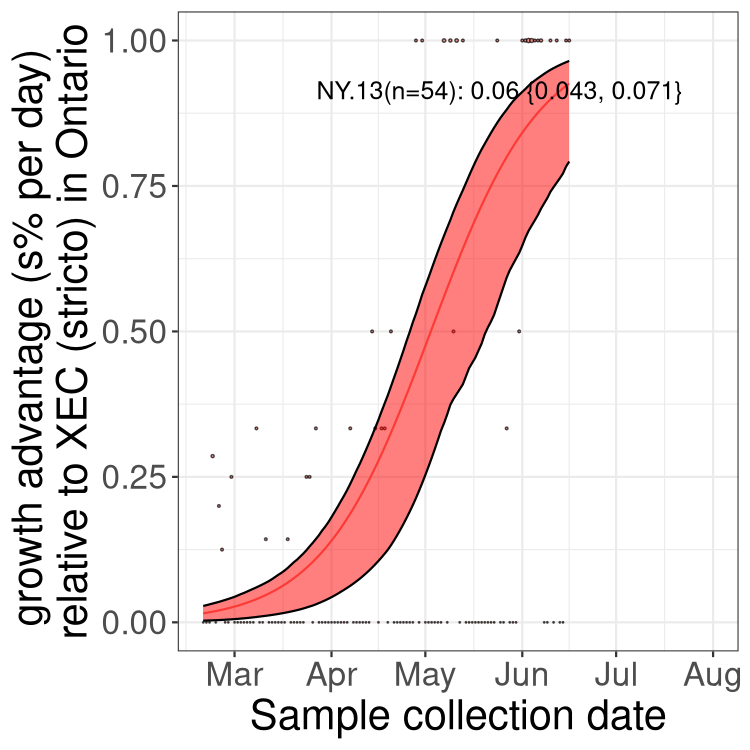 growth advantage (s% per day)
relative to XEC (stricto) in Ontario
1.00
0.75
0.50
0.25
0.00
NY.13(n=54): 0.06 {0.043, 0.071}
Mar Apr May Jun Jul Aug
Sample collection date